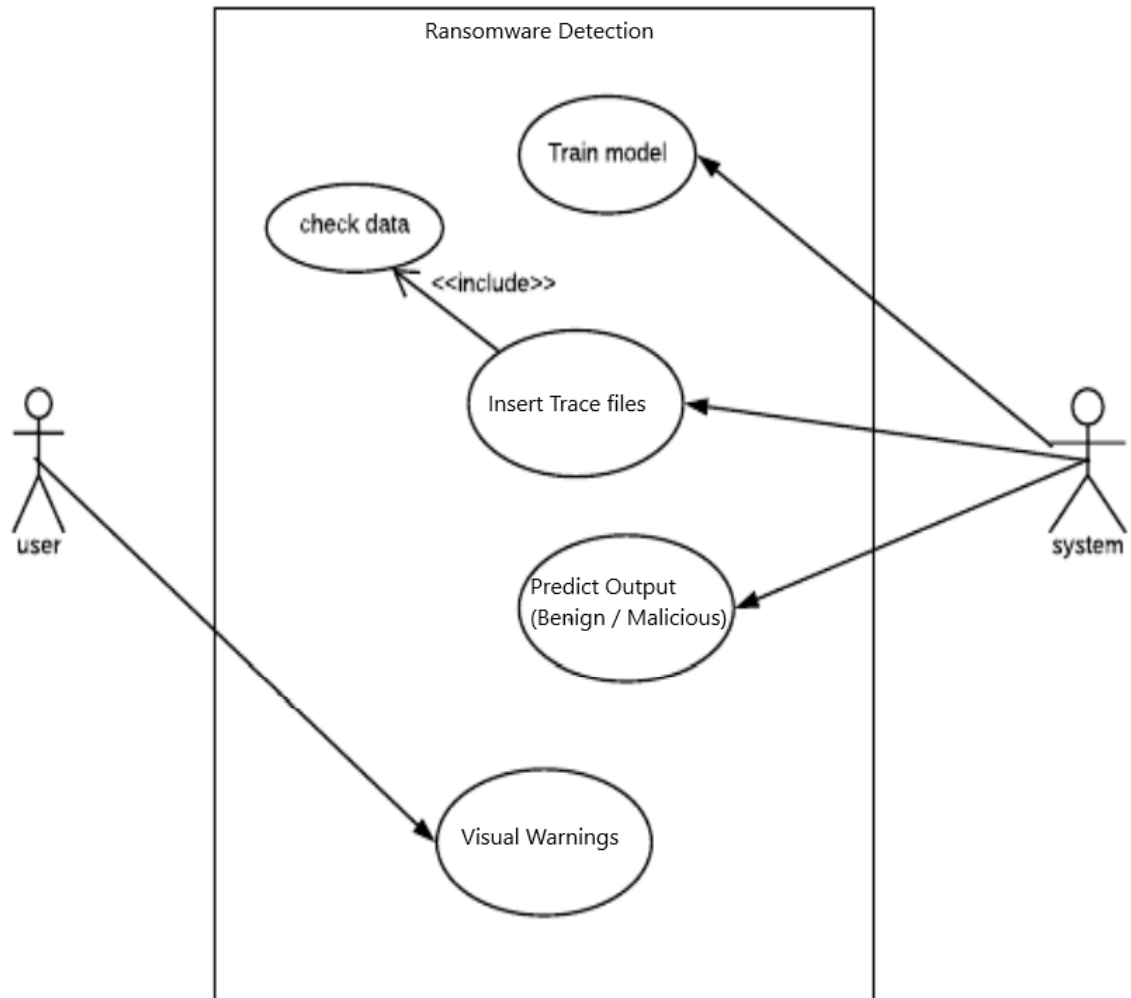 Ransomware Detection
Train model
check data
<<include>>
Insert Trace files
user
system
Predict Output
(Benign / Malicious)
Visual Warnings